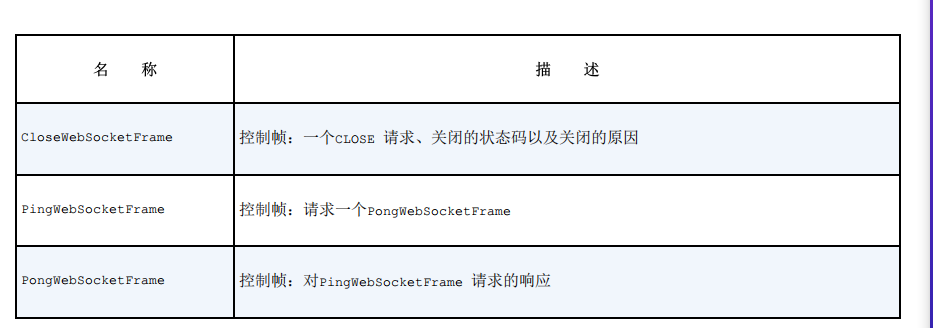 名 称 描 述
CloseWebSocketFrame 控制帧：一个CLOSE 请求、关闭的状态码以及关闭的原因
PingWebSocketFrame 控制帧：请求一个PongWebSocketFrame
PongWebSocketFrame 控制帧：对PingWebSocketFrame 请求的响应